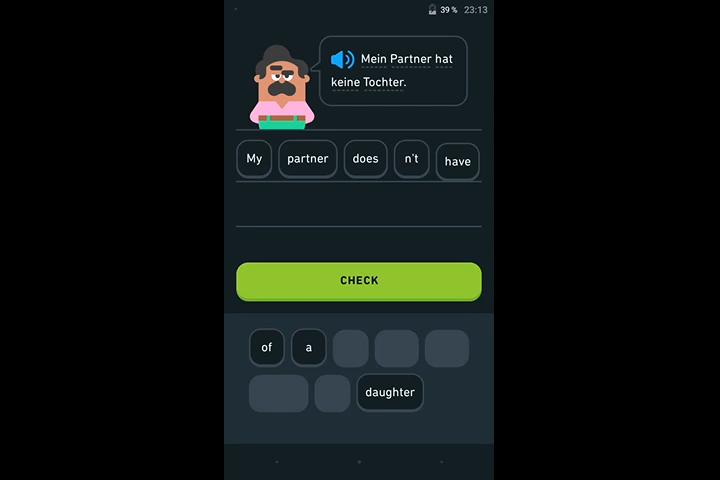 39 % 23:13
Mein Partner hat
keine Tochter.
My partner does n't have
CHECK
of a
daughter